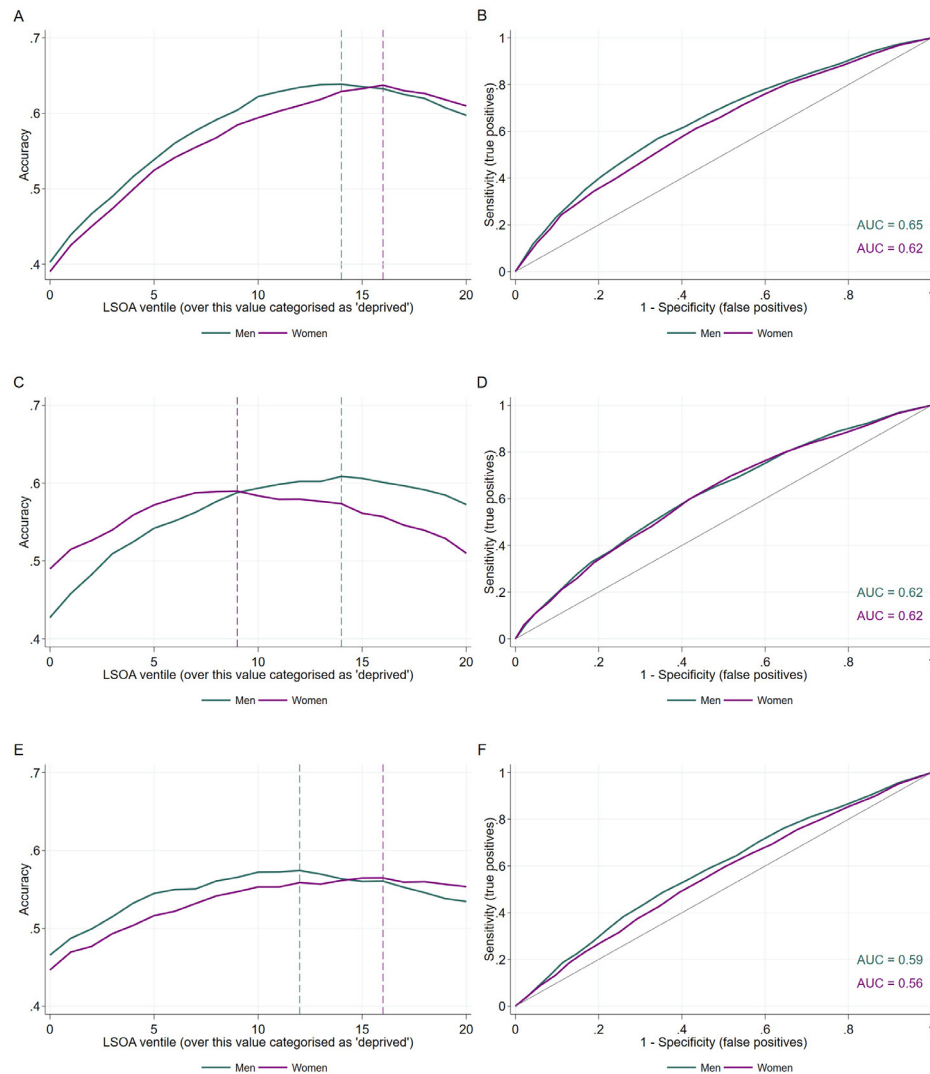 A
.7
.6
.5
.4
Accuracy
0 5 10 15 20
LSOA ventile (over this value categorised as 'deprived')
Men Women
B
1
.8
.6
.4
.2
0
Sensitivity (true positives)
AUC = 0.65
AUC = 0.62
0 .2 .4 .6 .8 1
1 - Specificity (false positives)
Men Women
C
.7
.6
.5
.4
Accuracy
0 5 10 15 20
LSOA ventile (over this value categorised as 'deprived')
Men Women
D
1
.8
.6
.4
.2
0
Sensitivity (true positives)
AUC = 0.62
AUC = 0.62
0 .2 .4 .6 .8 1
1 - Specificity (false positives)
Men Women
E
.7
.6
.5
.4
Accuracy
0 5 10 15 20
LSOA ventile (over this value categorised as 'deprived')
Men Women
F
1
.8
.6
.4
.2
0
Sensitivity (true positives)
AUC = 0.59
AUC = 0.56
0 .2 .4 .6 .8 1
1 - Specificity (false positives)
Men Women